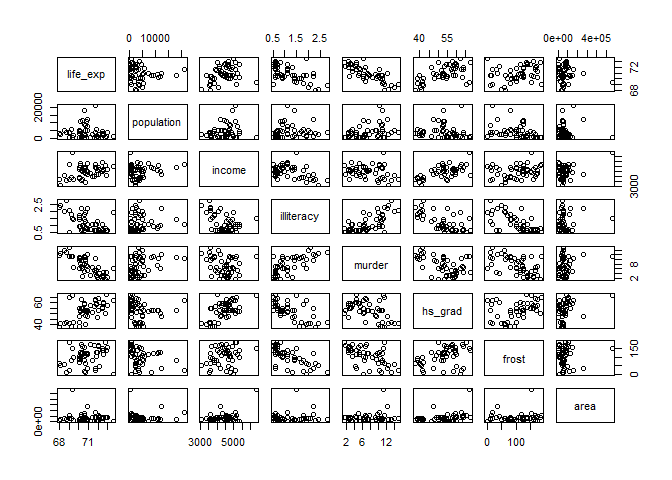 0 10000 0.5 1.5 2.5 40 55 0e+00 4e+05
life_exp 68 72
0 20000 population
income 3000
0.5 2.5 illiteracy
murder 2 8
40 60 hs_grad
frost 0 150
0e+00 area
68 71 3000 5000 2 6 12 0 100